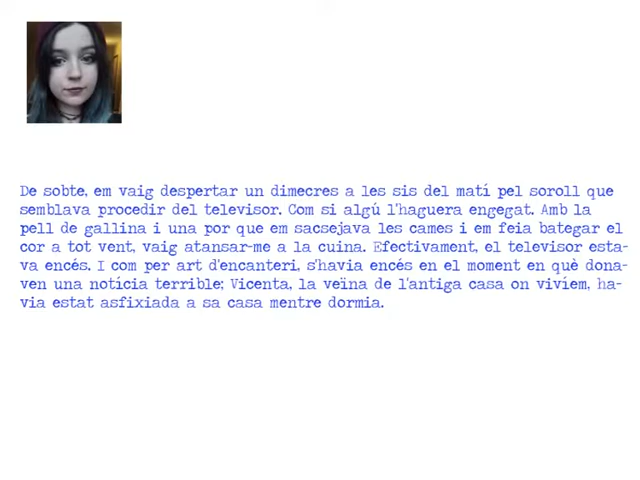 De sobte, em vaig despertar un dimecres a les sis del matí pel soroll que
semblava procedir del televisor. Com si algú l'haguera engegat. Amb la
pell de gallina i una por que em sacsejava les cames i em feia bategar el
cor a tot vent, vaig atansar-me a la cuina. Efectivament, el televisor esta-
va encés. I com per art d'encanteri, s'havia encés en el moment en què dona-
ven una notícia terrible: Vicenta, la veïna de l'antiga casa on vivíem, ha-
via estat asfixiada a sa casa mentre dormia.